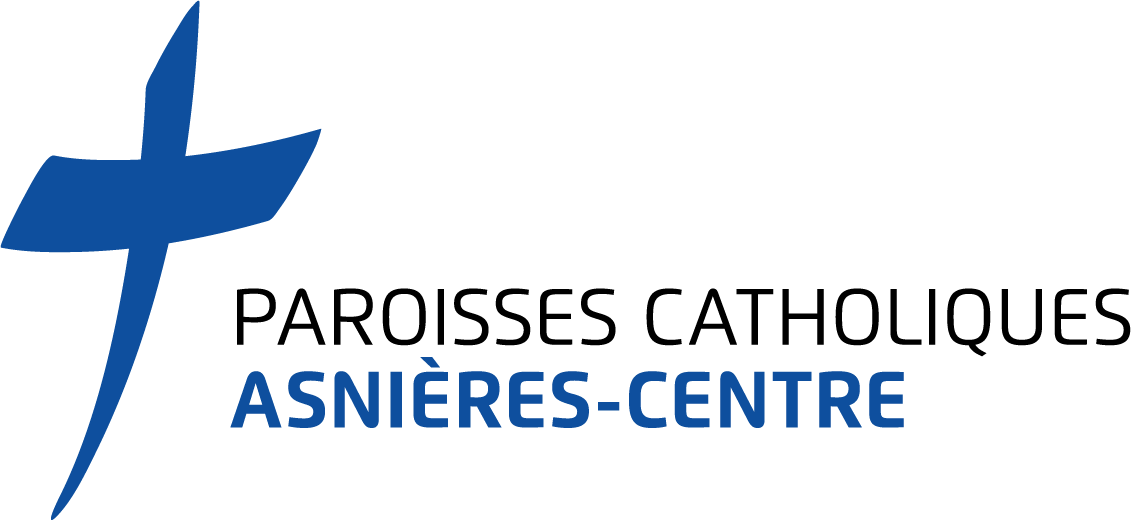 PAROISSES CATHOLIQUES
ASNIÈRES-CENTRE